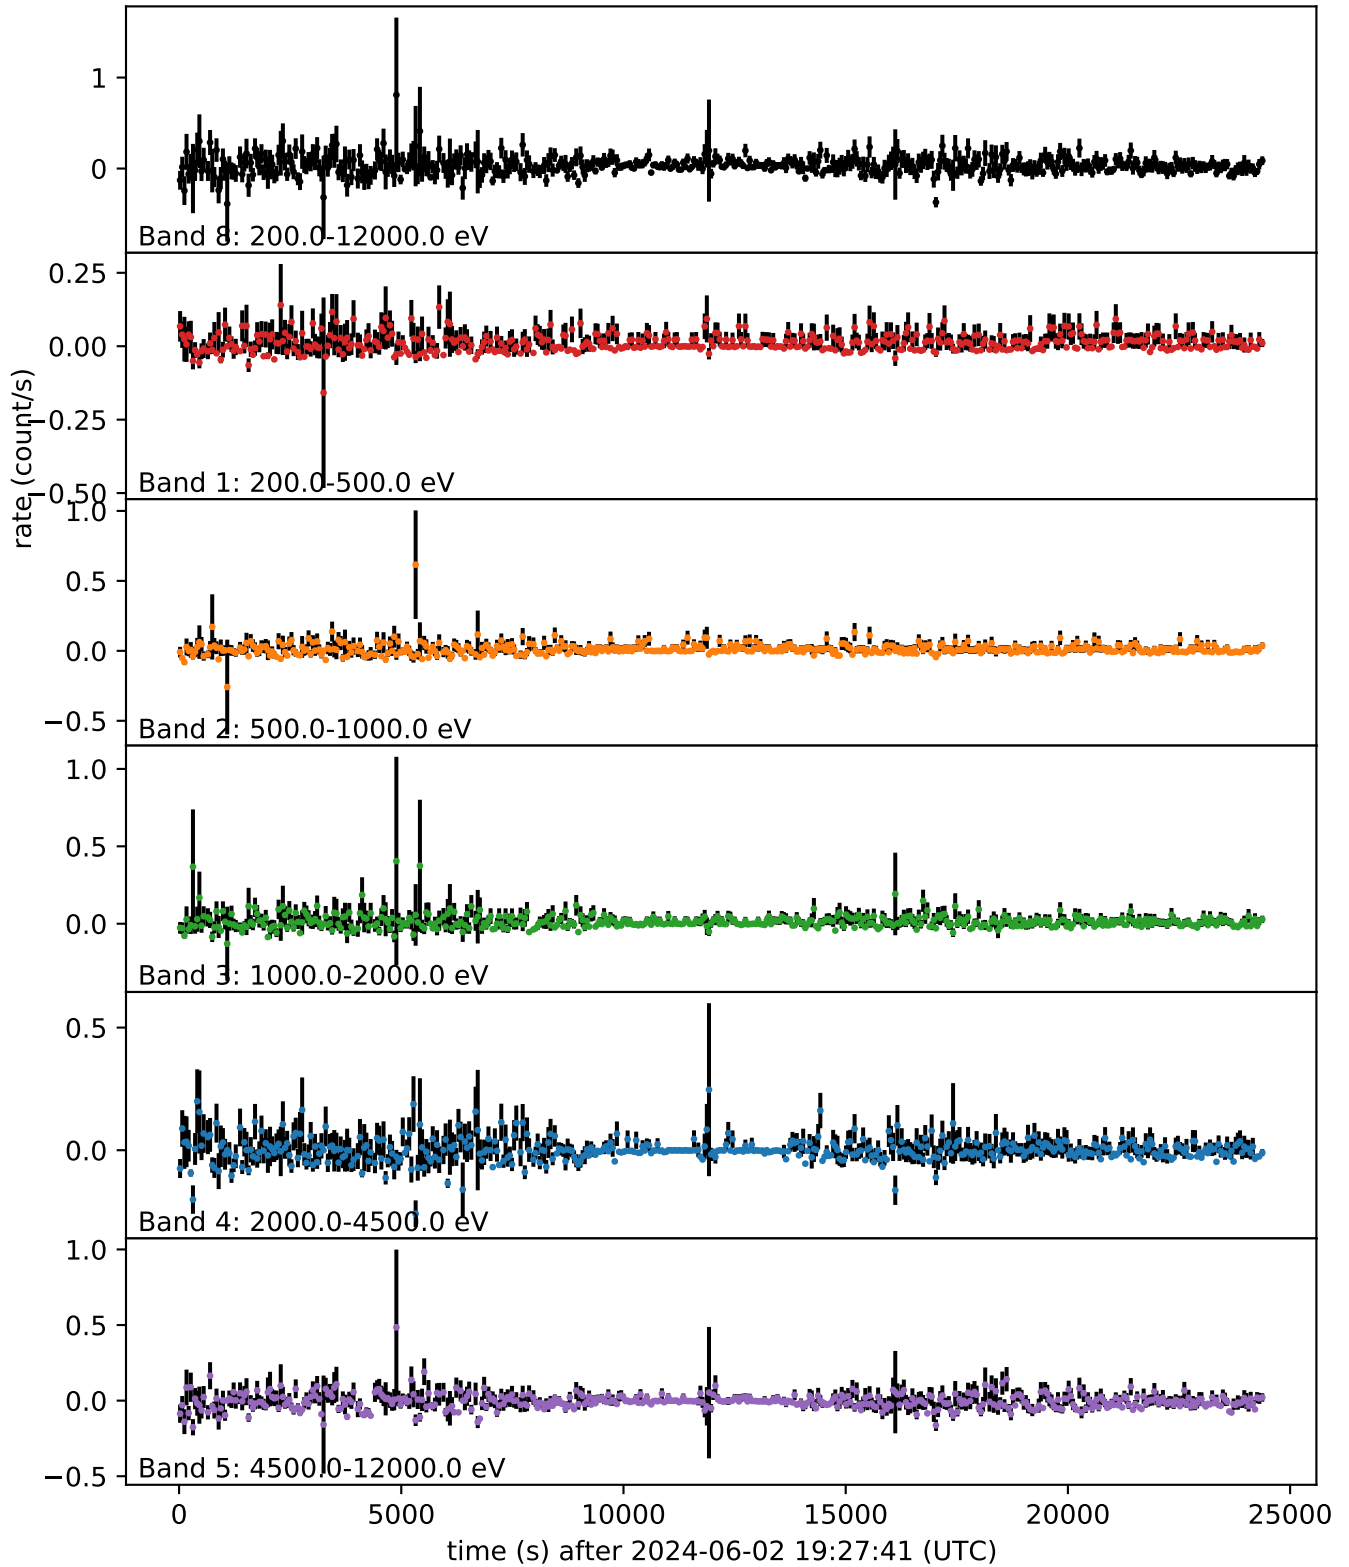 1
0
Band 8: 200.0-12000.0 eV
0.25
0.00
−0.25
−0.50
Band 1: 200.0-500.0 eV
rate (count/s)
1.0
0.5
0.0
−0.5
Band 2: 500.0-1000.0 eV
1.0
0.5
0.0
Band 3: 1000.0-2000.0 eV
0.5
0.0
Band 4: 2000.0-4500.0 eV
1.0
0.5
0.0
−0.5
Band 5: 4500.0-12000.0 eV
0 5000 10000 15000 20000 25000
time (s) after 2024-06-02 19:27:41 (UTC)